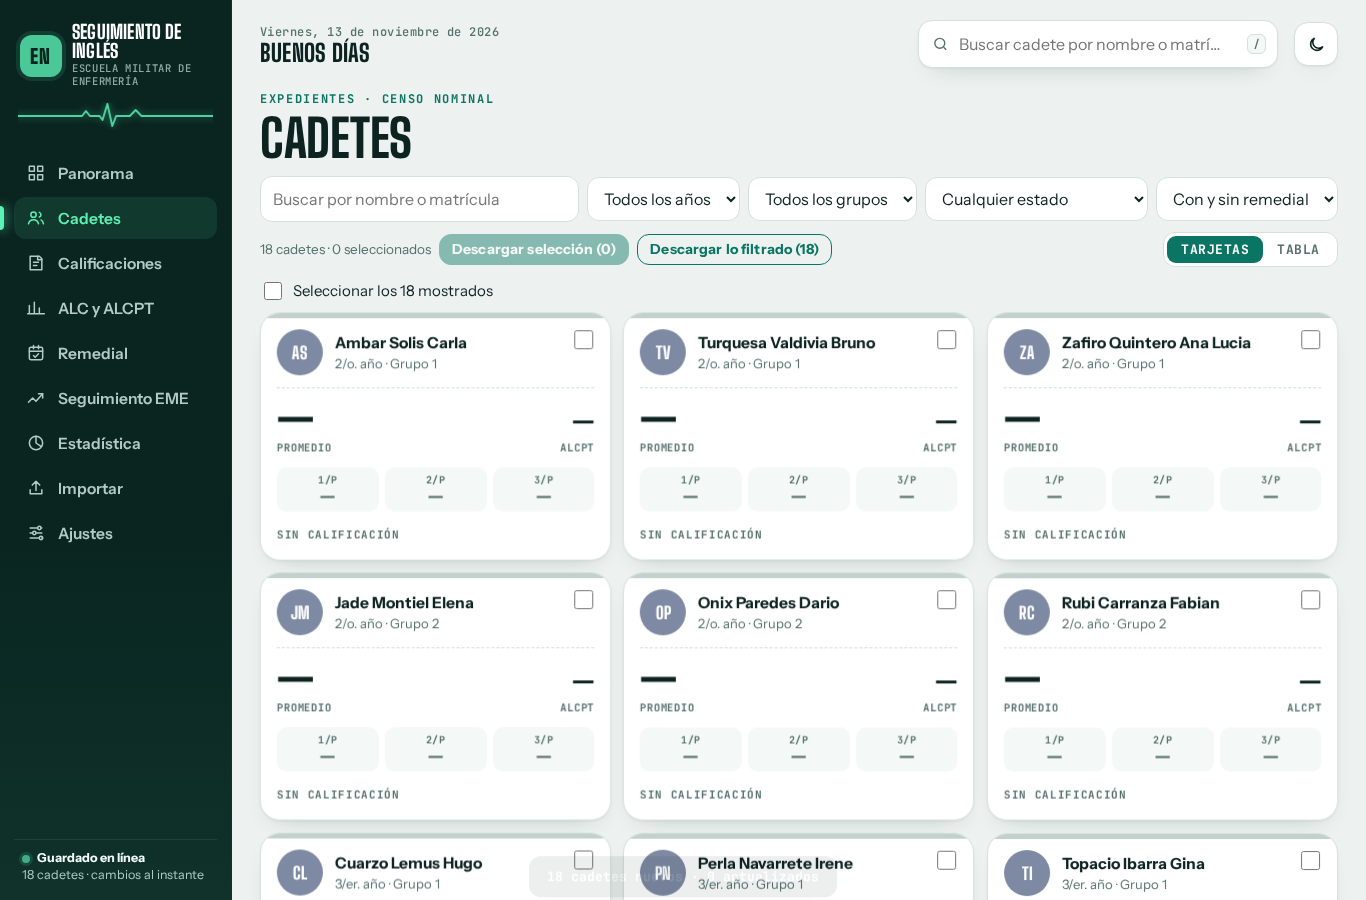 EN
SEGUIMIENTO DE
INGLÉS
ESCUELA MILITAR DE
ENFERMERÍA
Panorama
Cadetes
Calificaciones
ALC y ALCPT
Remedial
Seguimiento EME
Estadística
Importar
Ajustes
Guardado en línea
18 cadetes · cambios al instante
Viernes, 13 de noviembre de 2026
BUENOS DÍAS
Buscar cadete por nombre o matrí... /
EXPEDIENTES · CENSO NOMINAL
CADETES
Buscar por nombre o matrícula Todos los años Todos los grupos Cualquier estado Con y sin remedial
18 cadetes · 0 seleccionados Descargar selección (0) Descargar lo filtrado (18) TARJETAS TABLA
Seleccionar los 18 mostrados
AS Ambar Solis Carla
2/o. año · Grupo 1
— —
PROMEDIO ALCPT
1/P 2/P 3/P
— — —
SIN CALIFICACIÓN
TV Turquesa Valdivia Bruno
2/o. año · Grupo 1
— —
PROMEDIO ALCPT
1/P 2/P 3/P
— — —
SIN CALIFICACIÓN
ZA Zafiro Quintero Ana Lucia
2/o. año · Grupo 1
— —
PROMEDIO ALCPT
1/P 2/P 3/P
— — —
SIN CALIFICACIÓN
JM Jade Montiel Elena
2/o. año · Grupo 2
— —
PROMEDIO ALCPT
1/P 2/P 3/P
— — —
SIN CALIFICACIÓN
OP Onix Paredes Dario
2/o. año · Grupo 2
— —
PROMEDIO ALCPT
1/P 2/P 3/P
— — —
SIN CALIFICACIÓN
RC Rubi Carranza Fabian
2/o. año · Grupo 2
— —
PROMEDIO ALCPT
1/P 2/P 3/P
— — —
SIN CALIFICACIÓN
CL Cuarzo Lemus Hugo
3/er. año · Grupo 1
PN Perla Navarrete Irene
3/er. año · Grupo 1
TI Topacio Ibarra Gina
3/er. año · Grupo 1
18 cadetes actualizados